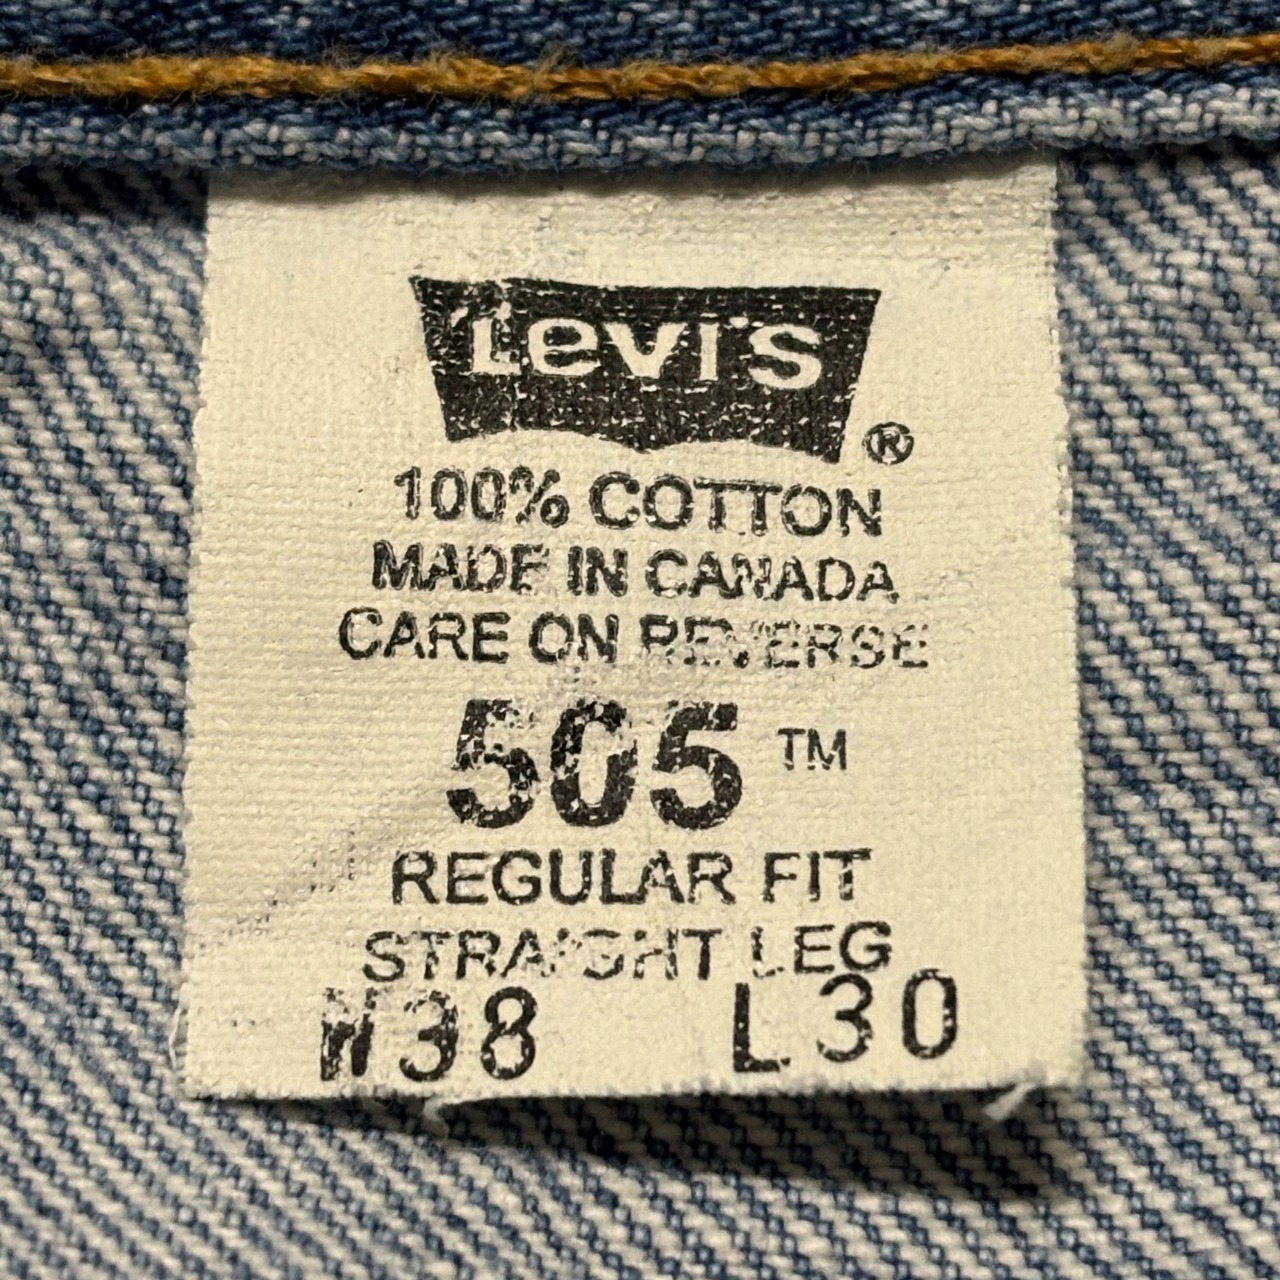 Levi's ®
100% COTTON
MADE IN CANADA
CARE ON REVERSE
505 ™
REGULAR FIT
STRAIGHT LEG
W38 L30